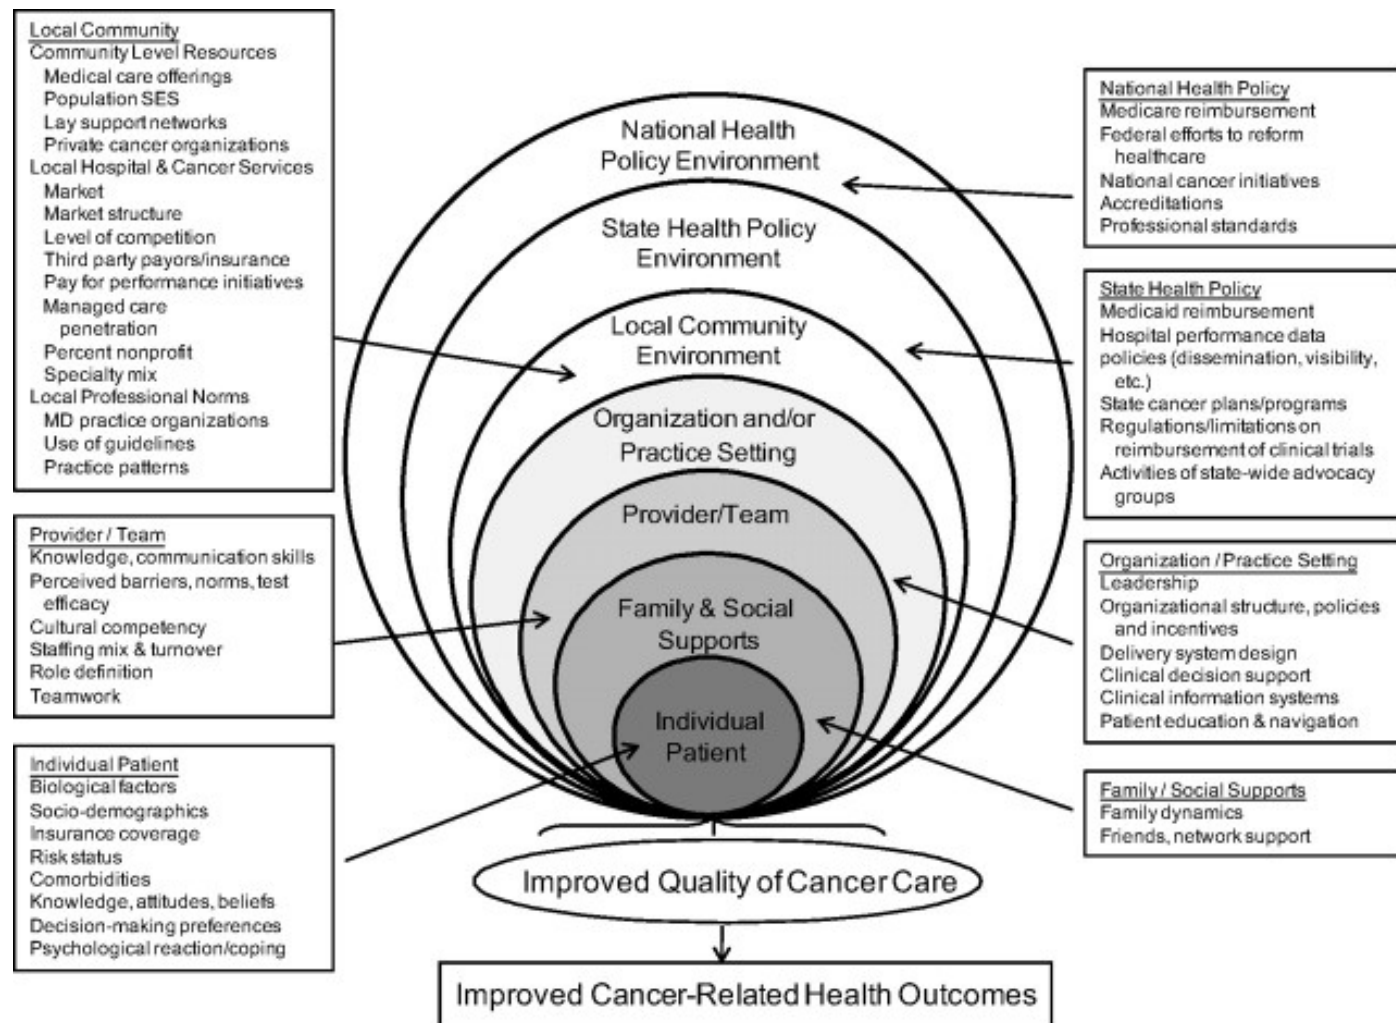 Local Community
Community Level Resources
Medical care offerings
Population SES
Lay support networks
Private cancer organizations
Local Hospital & Cancer Services
Market
Market structure
Level of competition
Third party payors/insurance
Pay for performance initiatives
Managed care
penetration
Percent nonprofit
Specialty mix
Local Professional Norms
MD practice organizations
Use of guidelines
Practice patterns
Provider / Team
Knowledge, communication skills
Perceived barriers, norms, test
efficacy
Cultural competency
Staffing mix & turnover
Role definition
Teamwork
Individual Patient
Biological factors
Socio-demographics
Insurance coverage
Risk status
Comorbidities
Knowledge, attitudes, beliefs
Decision-making preferences
Psychological reaction/coping
National Health
Policy Environment
State Health Policy
Environment
Local Community
Environment
Organization and/or
Practice Setting
Provider/Team
Family & Social
Supports
Individual
Patient
Improved Quality of Cancer Care
Improved Cancer-Related Health Outcomes
National Health Policy
Medicare reimbursement
Federal efforts to reform
healthcare
National cancer initiatives
Accreditations
Professional standards
State Health Policy
Medicaid reimbursement
Hospital performance data
policies (dissemination, visibility,
etc.)
State cancer plans/programs
Regulations/limitations on
reimbursement of clinical trials
Activities of state-wide advocacy
groups
Organization / Practice Setting
Leadership
Organizational structure, policies
and incentives
Delivery system design
Clinical decision support
Clinical information systems
Patient education & navigation
Family / Social Supports
Family dynamics
Friends, network support